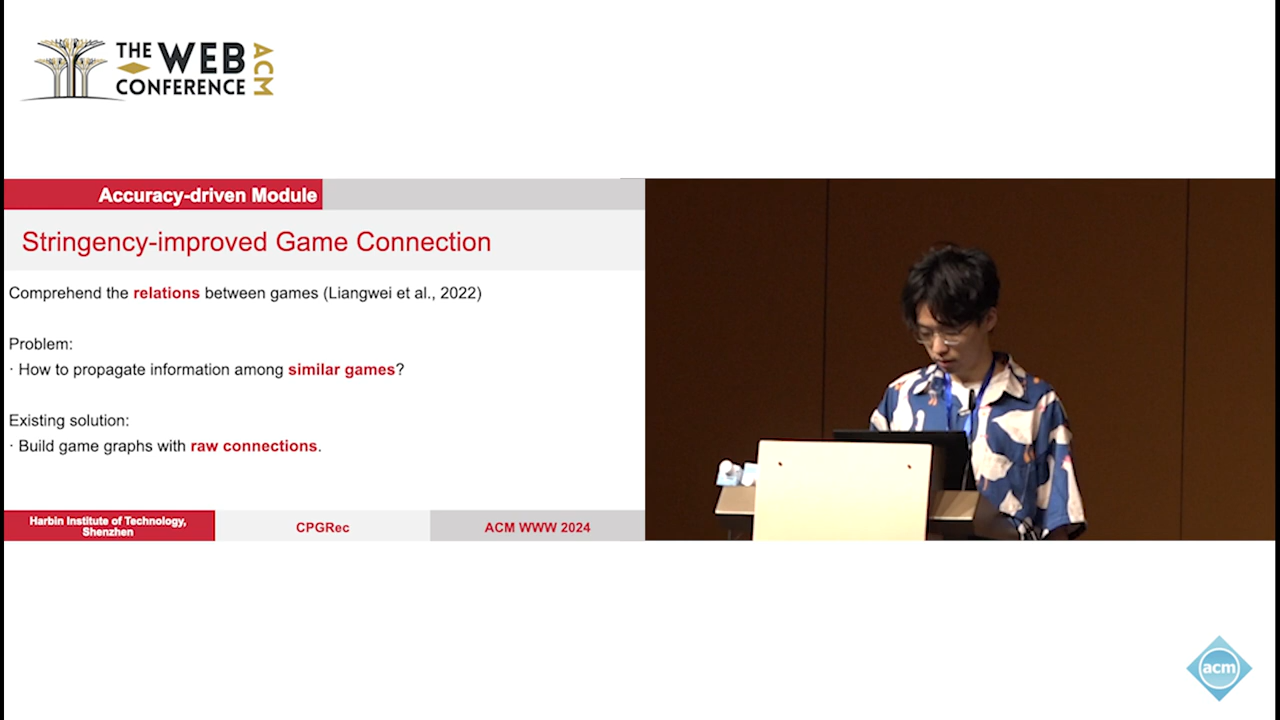 THE WEB
CONFERENCE
ACM
Accuracy-driven Module
Stringency-improved Game Connection
Comprehend the relations between games (Liangwei et al., 2022)
Problem:
· How to propagate information among similar games?
Existing solution:
· Build game graphs with raw connections.
Harbin Institute of Technology,
Shenzhen
CPGRec
ACM WWW 2024
acm